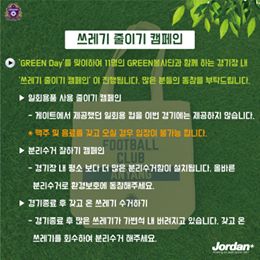 쓰레기 줄이기 캠페인
'GREEN Day'를 맞이하여 11명의 GREEN봉사단과 함께 하는 경기장 내
'쓰레기 줄이기 캠페인' 이 진행됩니다. 많은 분들의 동참을 부탁드립니다.
일회용품 사용 줄이기 캠페인
- 게이트에서 제공했던 일회용 컵을 이번 경기에는 제공하지 않습니다.
* 맥주 및 음료를 갖고 오실 경우 입장이 불가능 합니다.
분리수거 잘하기 캠페인
- 경기장 내 평소 보다 더 많은 분리수거함이 설치됩니다. 올바른
분리수거로 환경보호에 동참해주세요.
경기종료 후 갖고 온 쓰레기 수거하기
- 경기종료 후 많은 쓰레기가 가변석 내 버려지고 있습니다. 갖고 온
쓰레기를 회수하여 분리수거 해주세요.
FOOTBALL
CLUB
ANYANG
Jordan